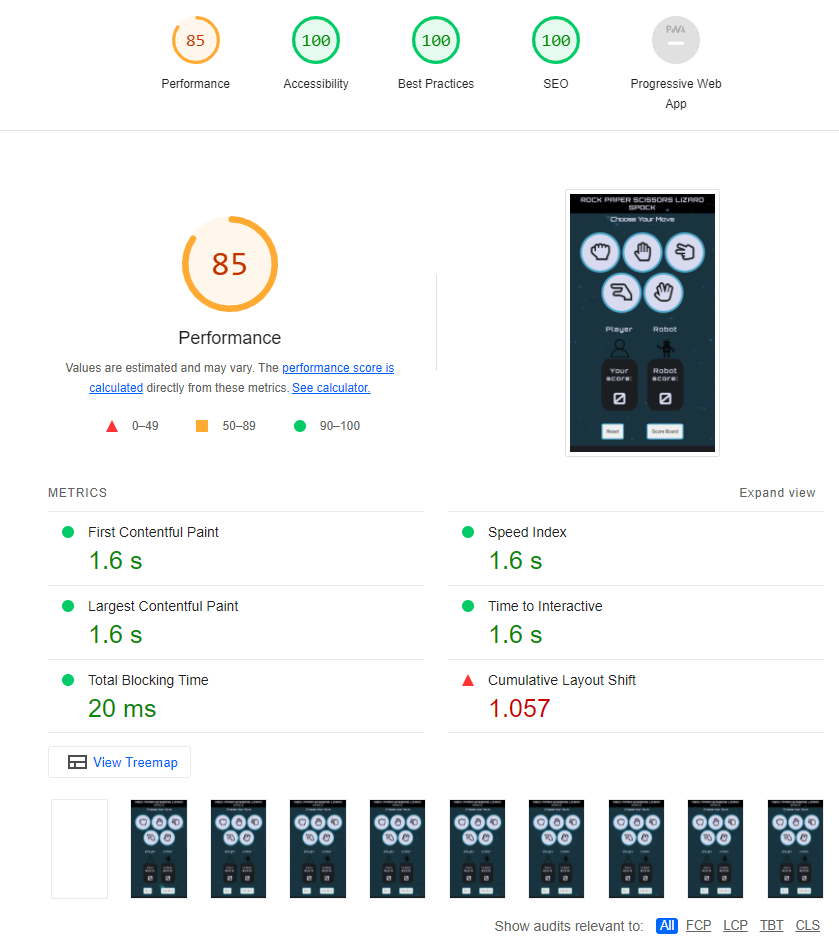 85
100
100
100
PWA
Performance
Accessibility
Best Practices
SEO
Progressive Web
App
85
Performance
Values are estimated and may vary. The performance score is
calculated directly from these metrics. See calculator.
0–49
50–89
90–100
ROCK PAPER SCISSORS LIZARD
SPOCK
Choose Your Move
Player Robot
Your
score:
Robot
score:
0 0
Reset Score Board
METRICS
Expand view
First Contentful Paint
1.6 s
Speed Index
1.6 s
Largest Contentful Paint
1.6 s
Time to Interactive
1.6 s
Total Blocking Time
20 ms
Cumulative Layout Shift
1.057
View Treemap
Show audits relevant to: All FCP LCP TBT CLS